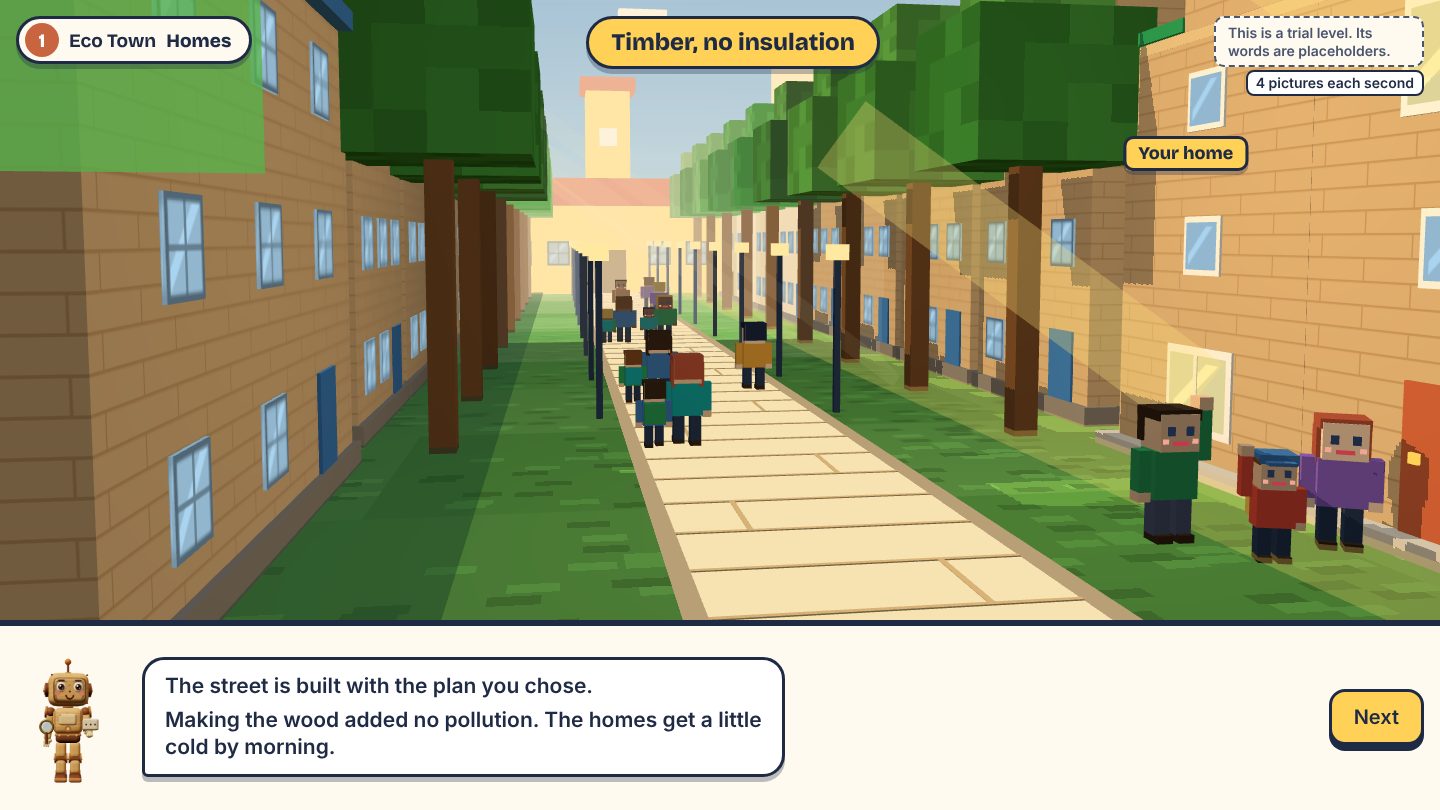 1 Eco Town Homes
Timber, no insulation
This is a trial level. Its
words are placeholders.
4 pictures each second
Your home
The street is built with the plan you chose.
Making the wood added no pollution. The homes get a little
cold by morning.
Next